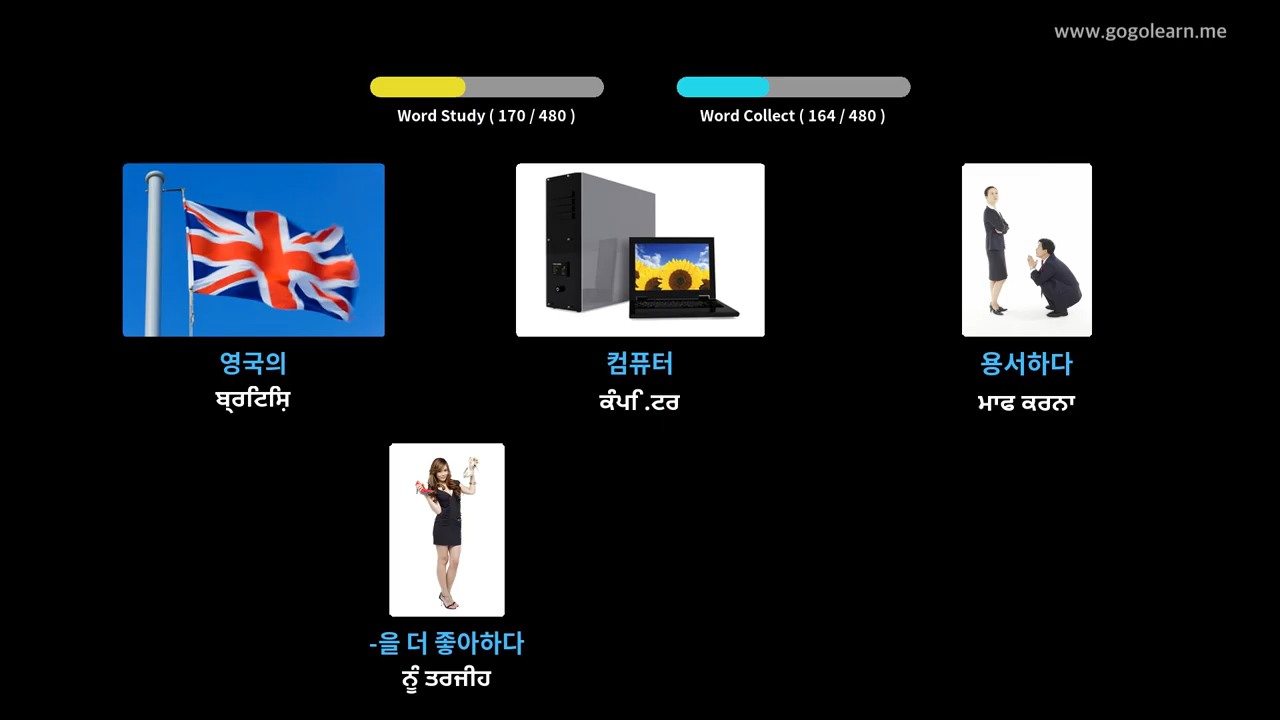 www.gogolearn.me
Word Study ( 170 / 480 )
Word Collect ( 164 / 480 )
영국의
ਬ੍ਰਟਿਸ਼ਿ
컴퓨터
ਕੰਪਿ.ਟਰ
용서하다
ਮਾਫ ਕਰਨਾ
-을 더 좋아하다
ਨੂੰ ਤਰਜੀਹ